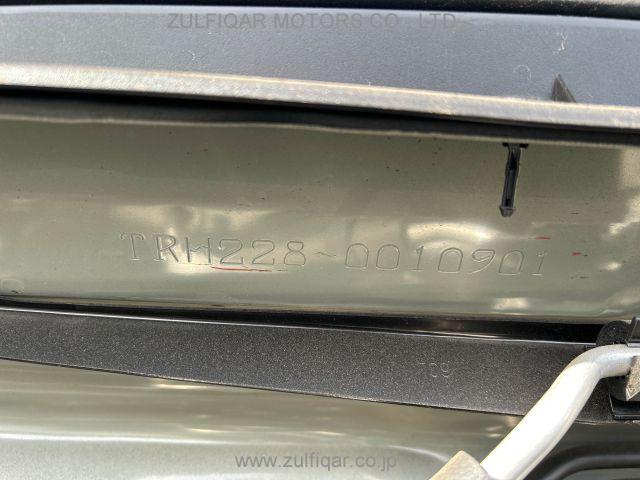 ZULFIQAR MOTORS CO LTD
TRH228-0010901
www.zulfiqar.co.jp